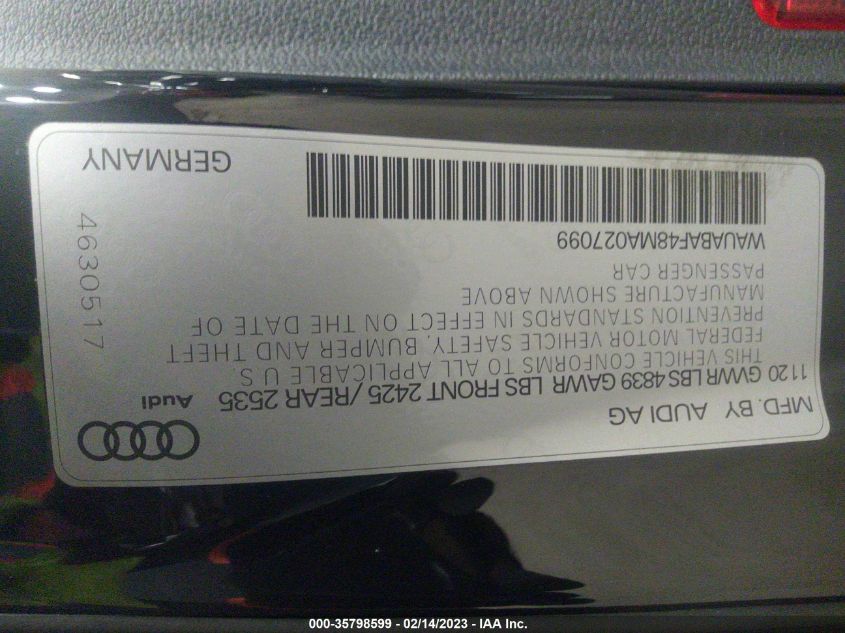 MFD. BY AUDI AG
1120 GVWR LBS 4839 GAWR LBS FRONT 2425 / REAR 2535
THIS VEHICLE CONFORMS TO ALL APPLICABLE U S
FEDERAL MOTOR VEHICLE SAFETY, BUMPER AND THEFT
PREVENTION STANDARDS IN EFFECT ON THE DATE OF
MANUFACTURE SHOWN ABOVE
PASSENGER CAR
WAUABAF48MA027099
GERMANY
Audi
4630517
000-35798599 - 02/14/2023 - IAA Inc.